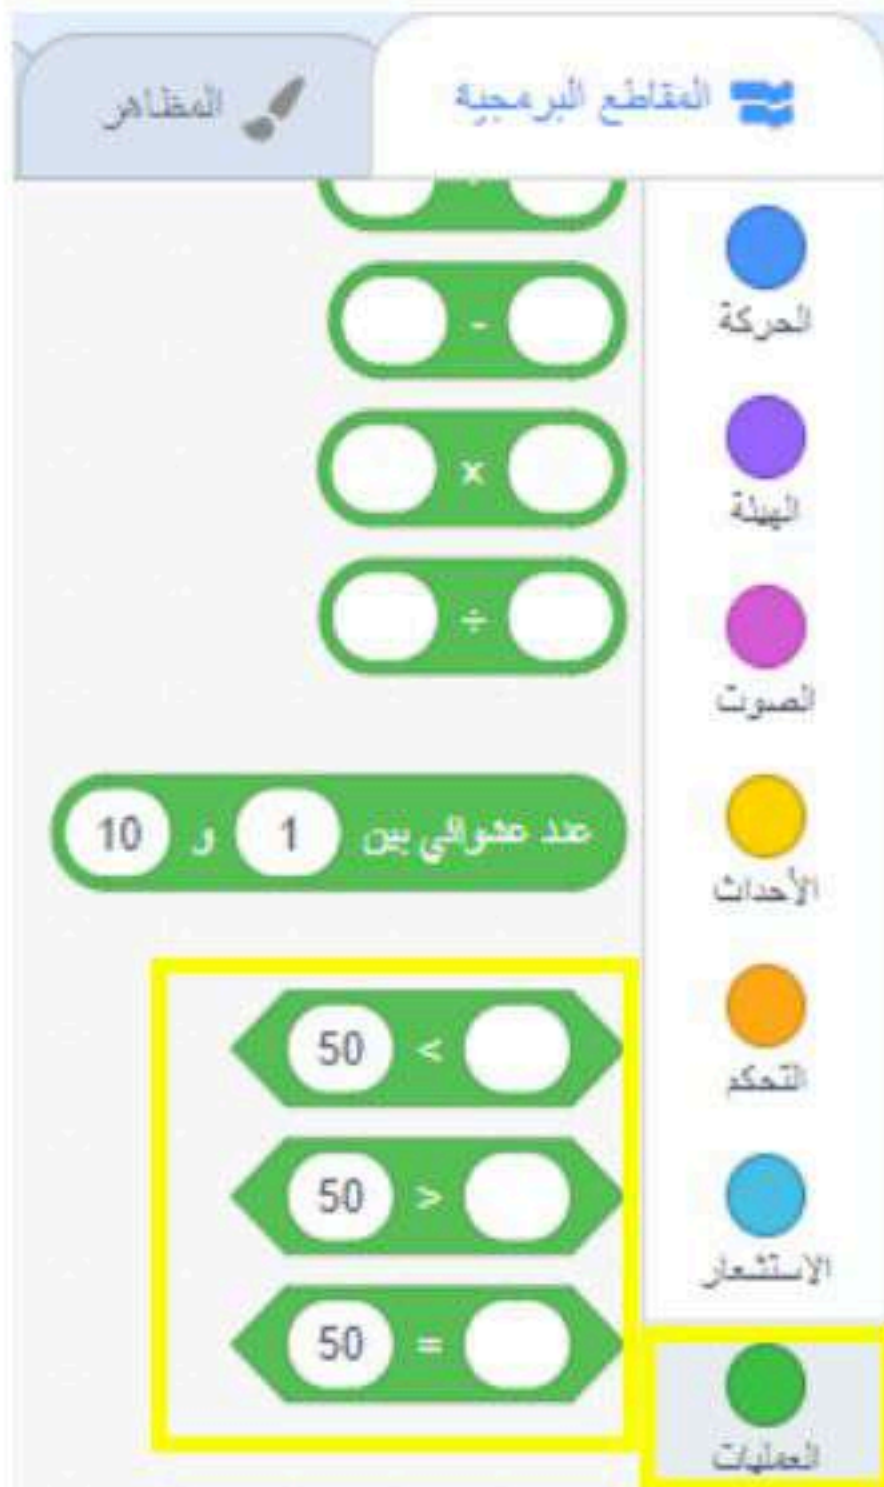 المقاطع البرمجية
المظاهر
الحركة
الهيئة
الصوت
الأحداث
التحكم
الاستشعار
العمليات
-
×
÷
عدد عشوائي بين 1 و 10
50 < 
50 > 
50 =